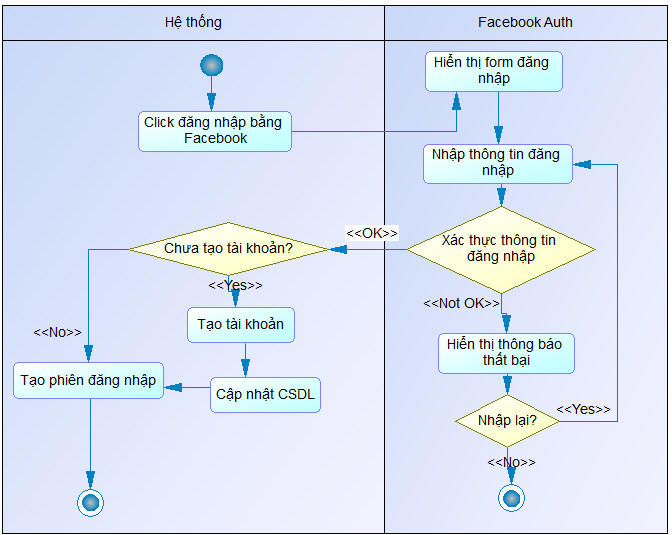 Hệ thống
Facebook Auth
Hiển thị form đăng
nhập
Click đăng nhập bằng
Facebook
Nhập thông tin đăng
nhập
<<OK>>
Xác thực thông tin
đăng nhập
Chưa tạo tài khoản?
<<Yes>>
<<Not OK>>
<<No>>
Tạo tài khoản
Hiển thị thông báo
thất bại
Tạo phiên đăng nhập
Cập nhật CSDL
Nhập lại?
<<Yes>>
<<No>>